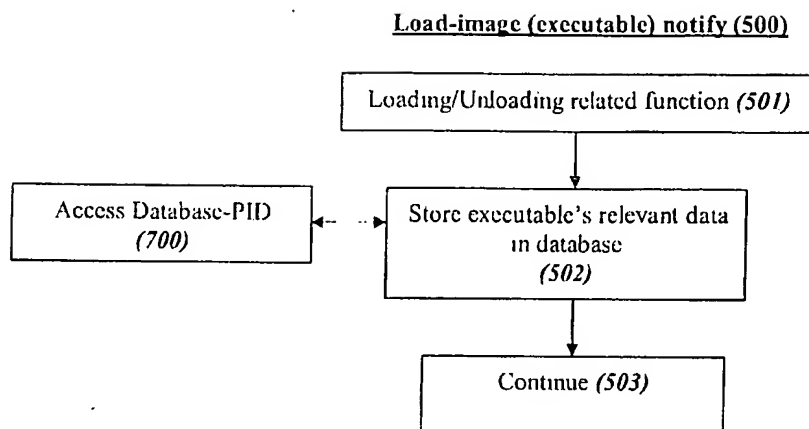 Load-image (executable) notify (500)
Loading/Unloading related function (501)
Access Database-PID
(700)
Store executable's relevant data
in database
(502)
Continue (503)